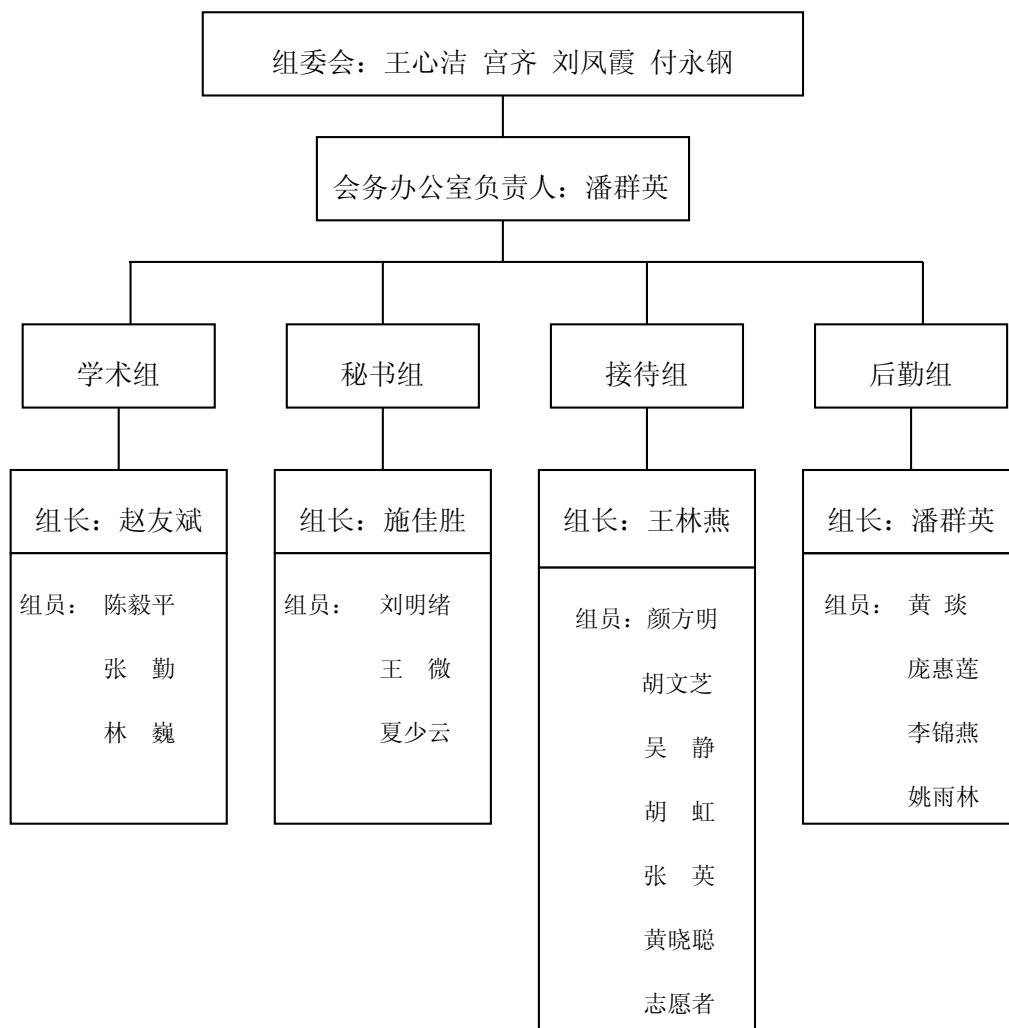 组委会：王心洁 宫齐 刘凤霞 付永钢
会务办公室负责人：潘群英
学术组
秘书组
接待组
后勤组
组长：赵友斌
组员： 陈毅平
张 勤
林 巍
组长：施佳胜
组员： 刘明绪
王 微
夏少云
组长：王林燕
组员：颜方明
胡文芝
吴 静
胡 虹
张 英
黄晓聪
志愿者
组长：潘群英
组员： 黄 琰
庞惠莲
李锦燕
姚雨林